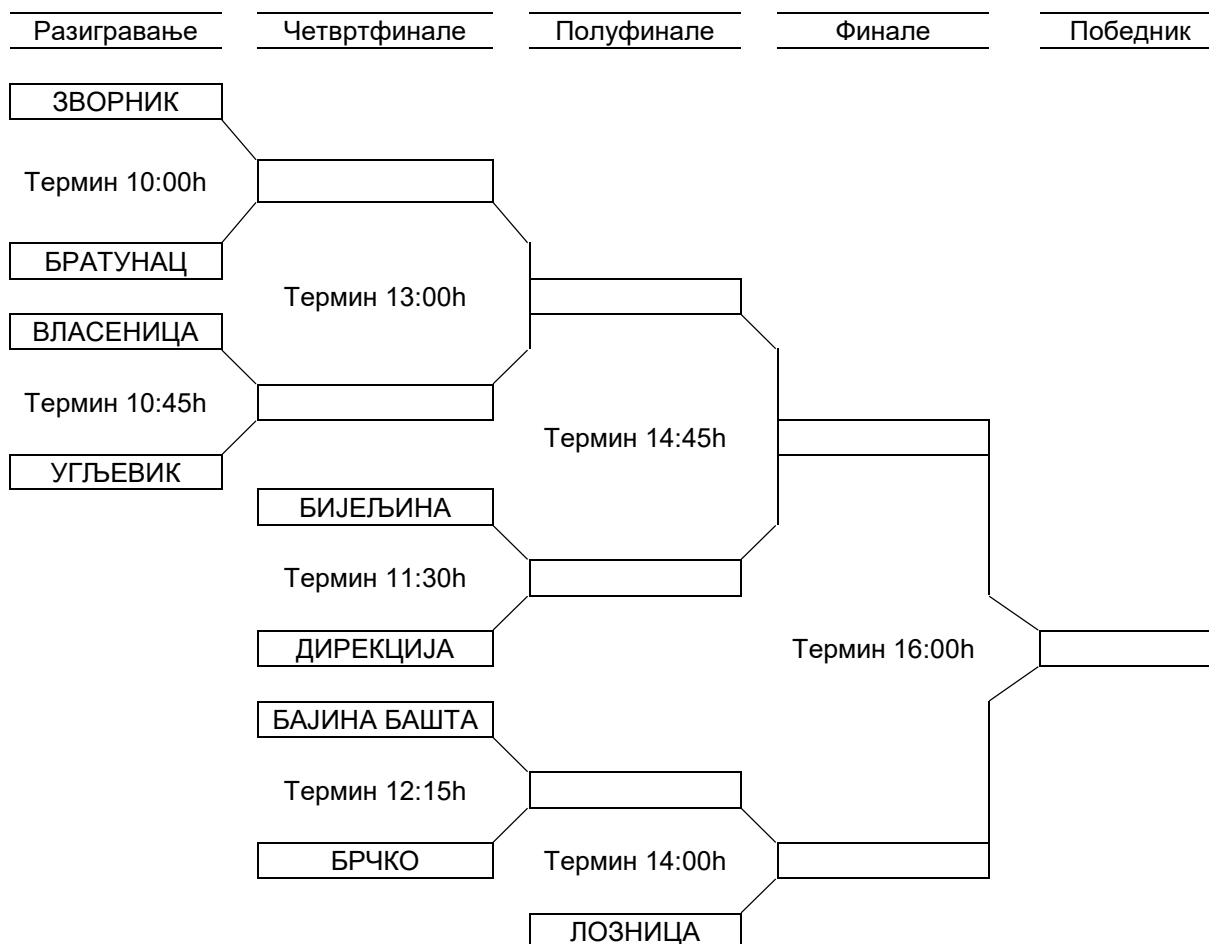 Разигравање Четвртфинале Полуфинале Финале Победник
ЗВОРНИК
Термин 10:00h
БРАТУНАЦ
Термин 13:00h
ВЛАСЕНИЦА
Термин 10:45h
Термин 14:45h
УГЉЕВИК
БИЈЕЉИНА
Термин 11:30h
ДИРЕКЦИЈА
Термин 16:00h
БАЈИНА БАШТА
Термин 12:15h
БРЧКО
Термин 14:00h
ЛОЗНИЦА